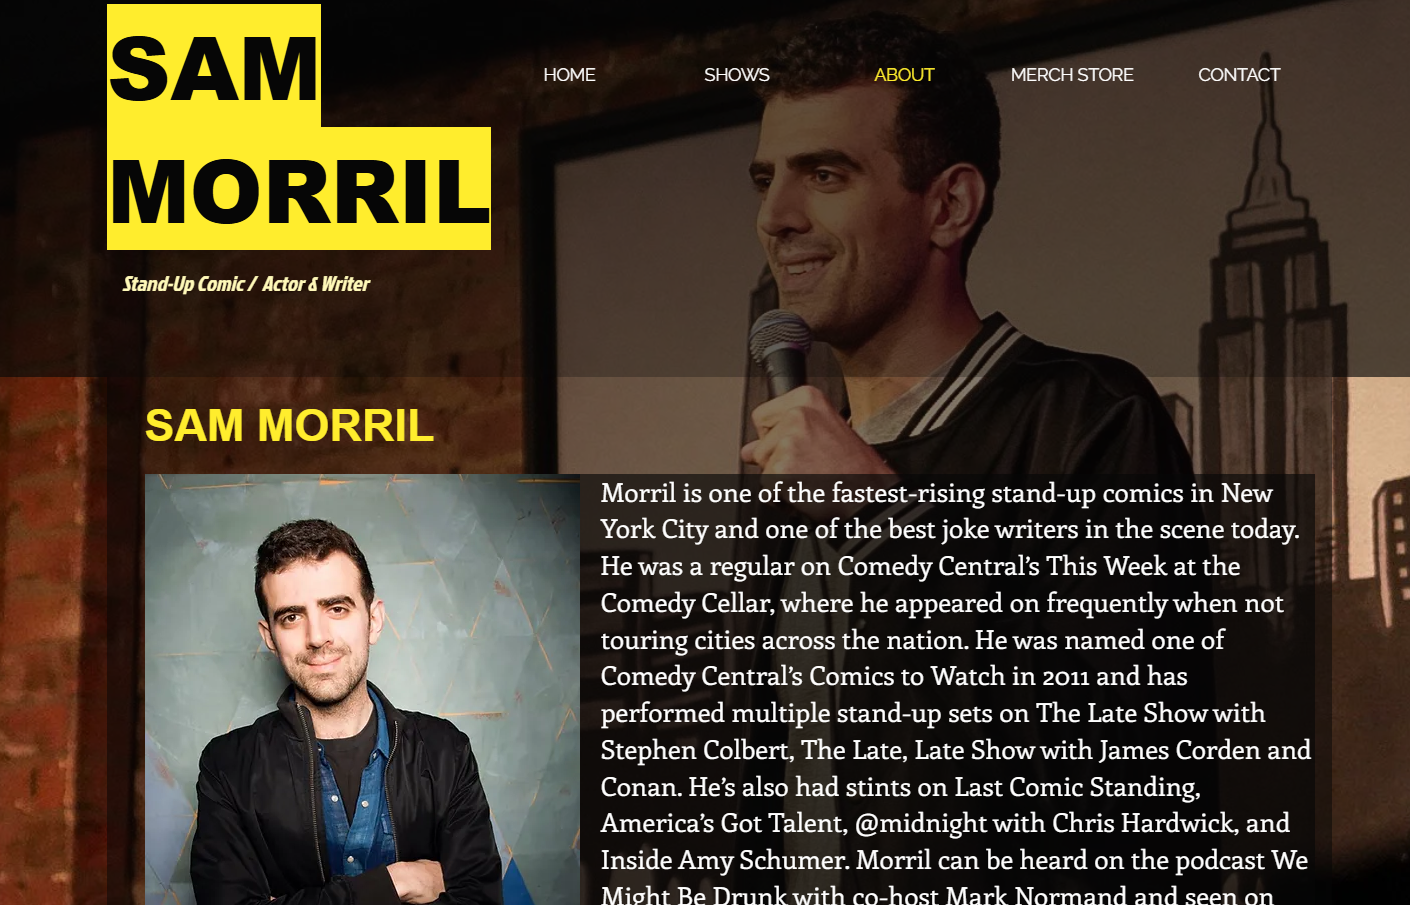 SAM
MORRIL
HOME SHOWS ABOUT MERCH STORE CONTACT
Stand-Up Comic / Actor & Writer
SAM MORRIL
Morril is one of the fastest-rising stand-up comics in New
York City and one of the best joke writers in the scene today.
He was a regular on Comedy Central’s This Week at the
Comedy Cellar, where he appeared on frequently when not
touring cities across the nation. He was named one of
Comedy Central’s Comics to Watch in 2011 and has
performed multiple stand-up sets on The Late Show with
Stephen Colbert, The Late, Late Show with James Corden and
Conan. He’s also had stints on Last Comic Standing,
America’s Got Talent, @midnight with Chris Hardwick, and
Inside Amy Schumer. Morril can be heard on the podcast We
Might Be Drunk with co-host Mark Normand and seen on